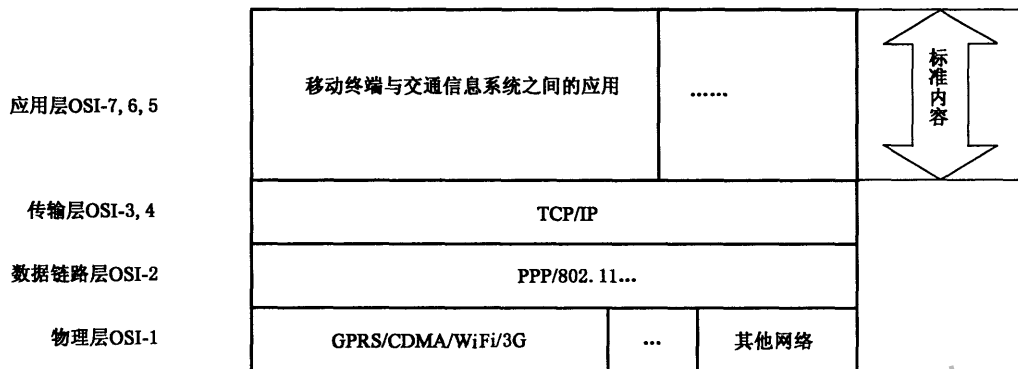 应用层OSI-7, 6, 5
移动终端与交通信息系统之间的应用
……
标准内容
传输层OSI-3, 4
TCP/IP
数据链路层OSI-2
PPP/802. 11…
物理层OSI-1
GPRS/CDMA/WiFi/3G
…
其他网络